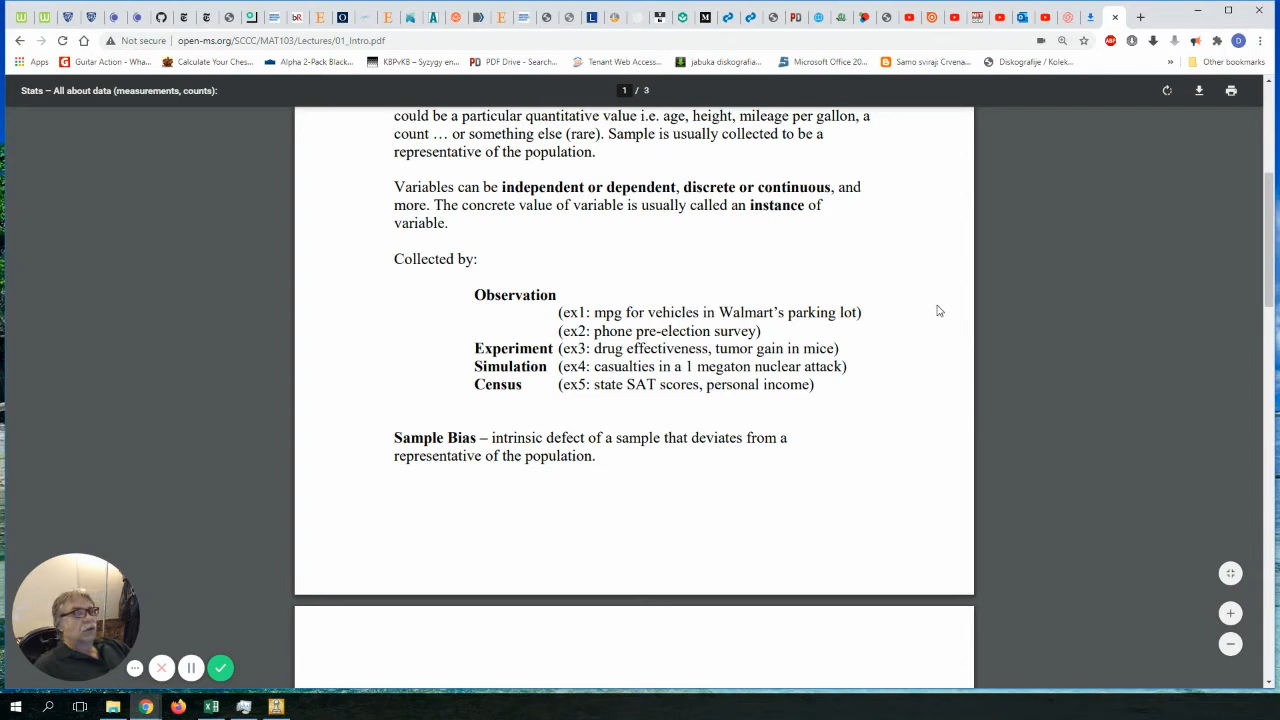 Not secure
open-ms.org/SCCC/MAT103/Lectures/01_Intro.pdf
Apps
Guitar Action - Wha...
Calculate Your Ches...
Alpha 2-Pack Black...
KBPvKB – Syzygy en...
PDF Drive - Search...
Tenant Web Access...
jabuka diskografija...
Microsoft Office 20...
Samo sviraj: Crvena...
Diskografije / Kolek...
Other bookmarks
Stats – All about data (measurements, counts):
1 / 3
could be a particular quantitative value i.e. age, height, mileage per gallon, a
count … or something else (rare). Sample is usually collected to be a
representative of the population.
Variables can be independent or dependent, discrete or continuous, and
more. The concrete value of variable is usually called an instance of
variable.
Collected by:
Observation
(ex1: mpg for vehicles in Walmart's parking lot)
(ex2: phone pre-election survey)
Experiment (ex3: drug effectiveness, tumor gain in mice)
Simulation (ex4: casualties in a 1 megaton nuclear attack)
Census (ex5: state SAT scores, personal income)
Sample Bias – intrinsic defect of a sample that deviates from a
representative of the population.